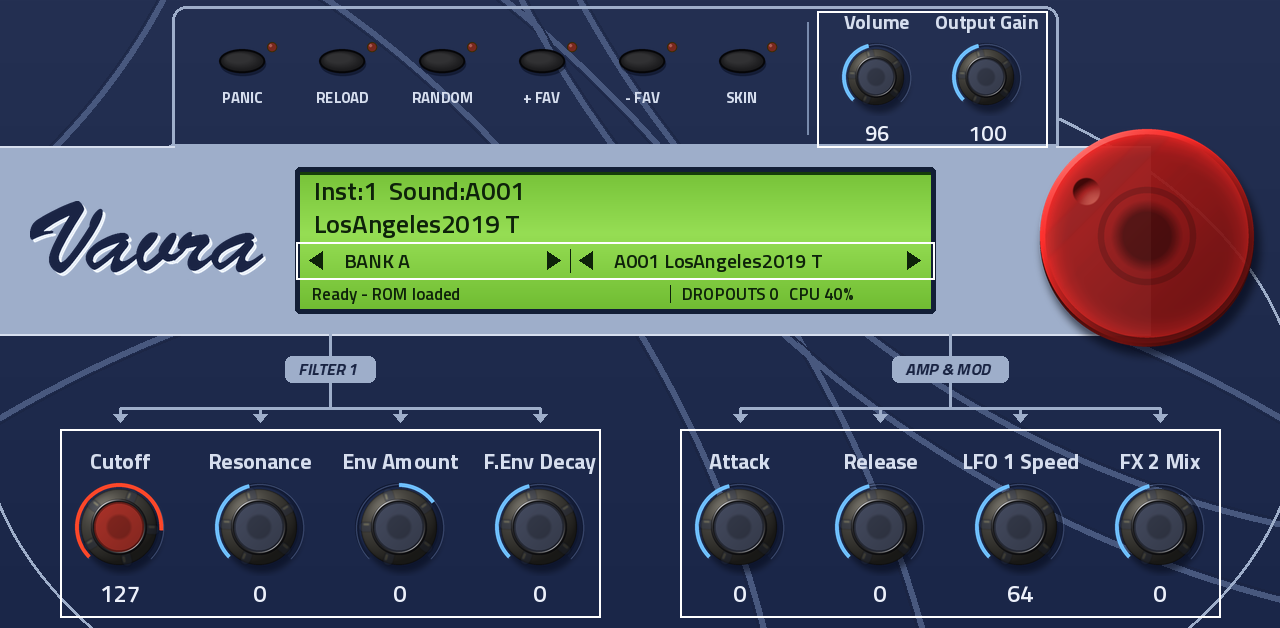 Volume Output Gain
PANIC RELOAD RANDOM + FAV - FAV SKIN
96 100
Vavra
Inst:1 Sound:A001
LosAngeles2019 T
BANK A A001 LosAngeles2019 T
Ready - ROM loaded DROPOUTS 0 CPU 40%
FILTER 1 AMP & MOD
Cutoff Resonance Env Amount F.Env Decay Attack Release LFO 1 Speed FX 2 Mix
127 0 0 0 0 0 64 0